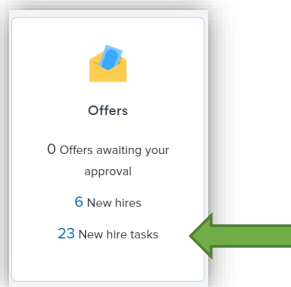 Offers
0 Offers awaiting your
approval
6 New hires
23 New hire tasks